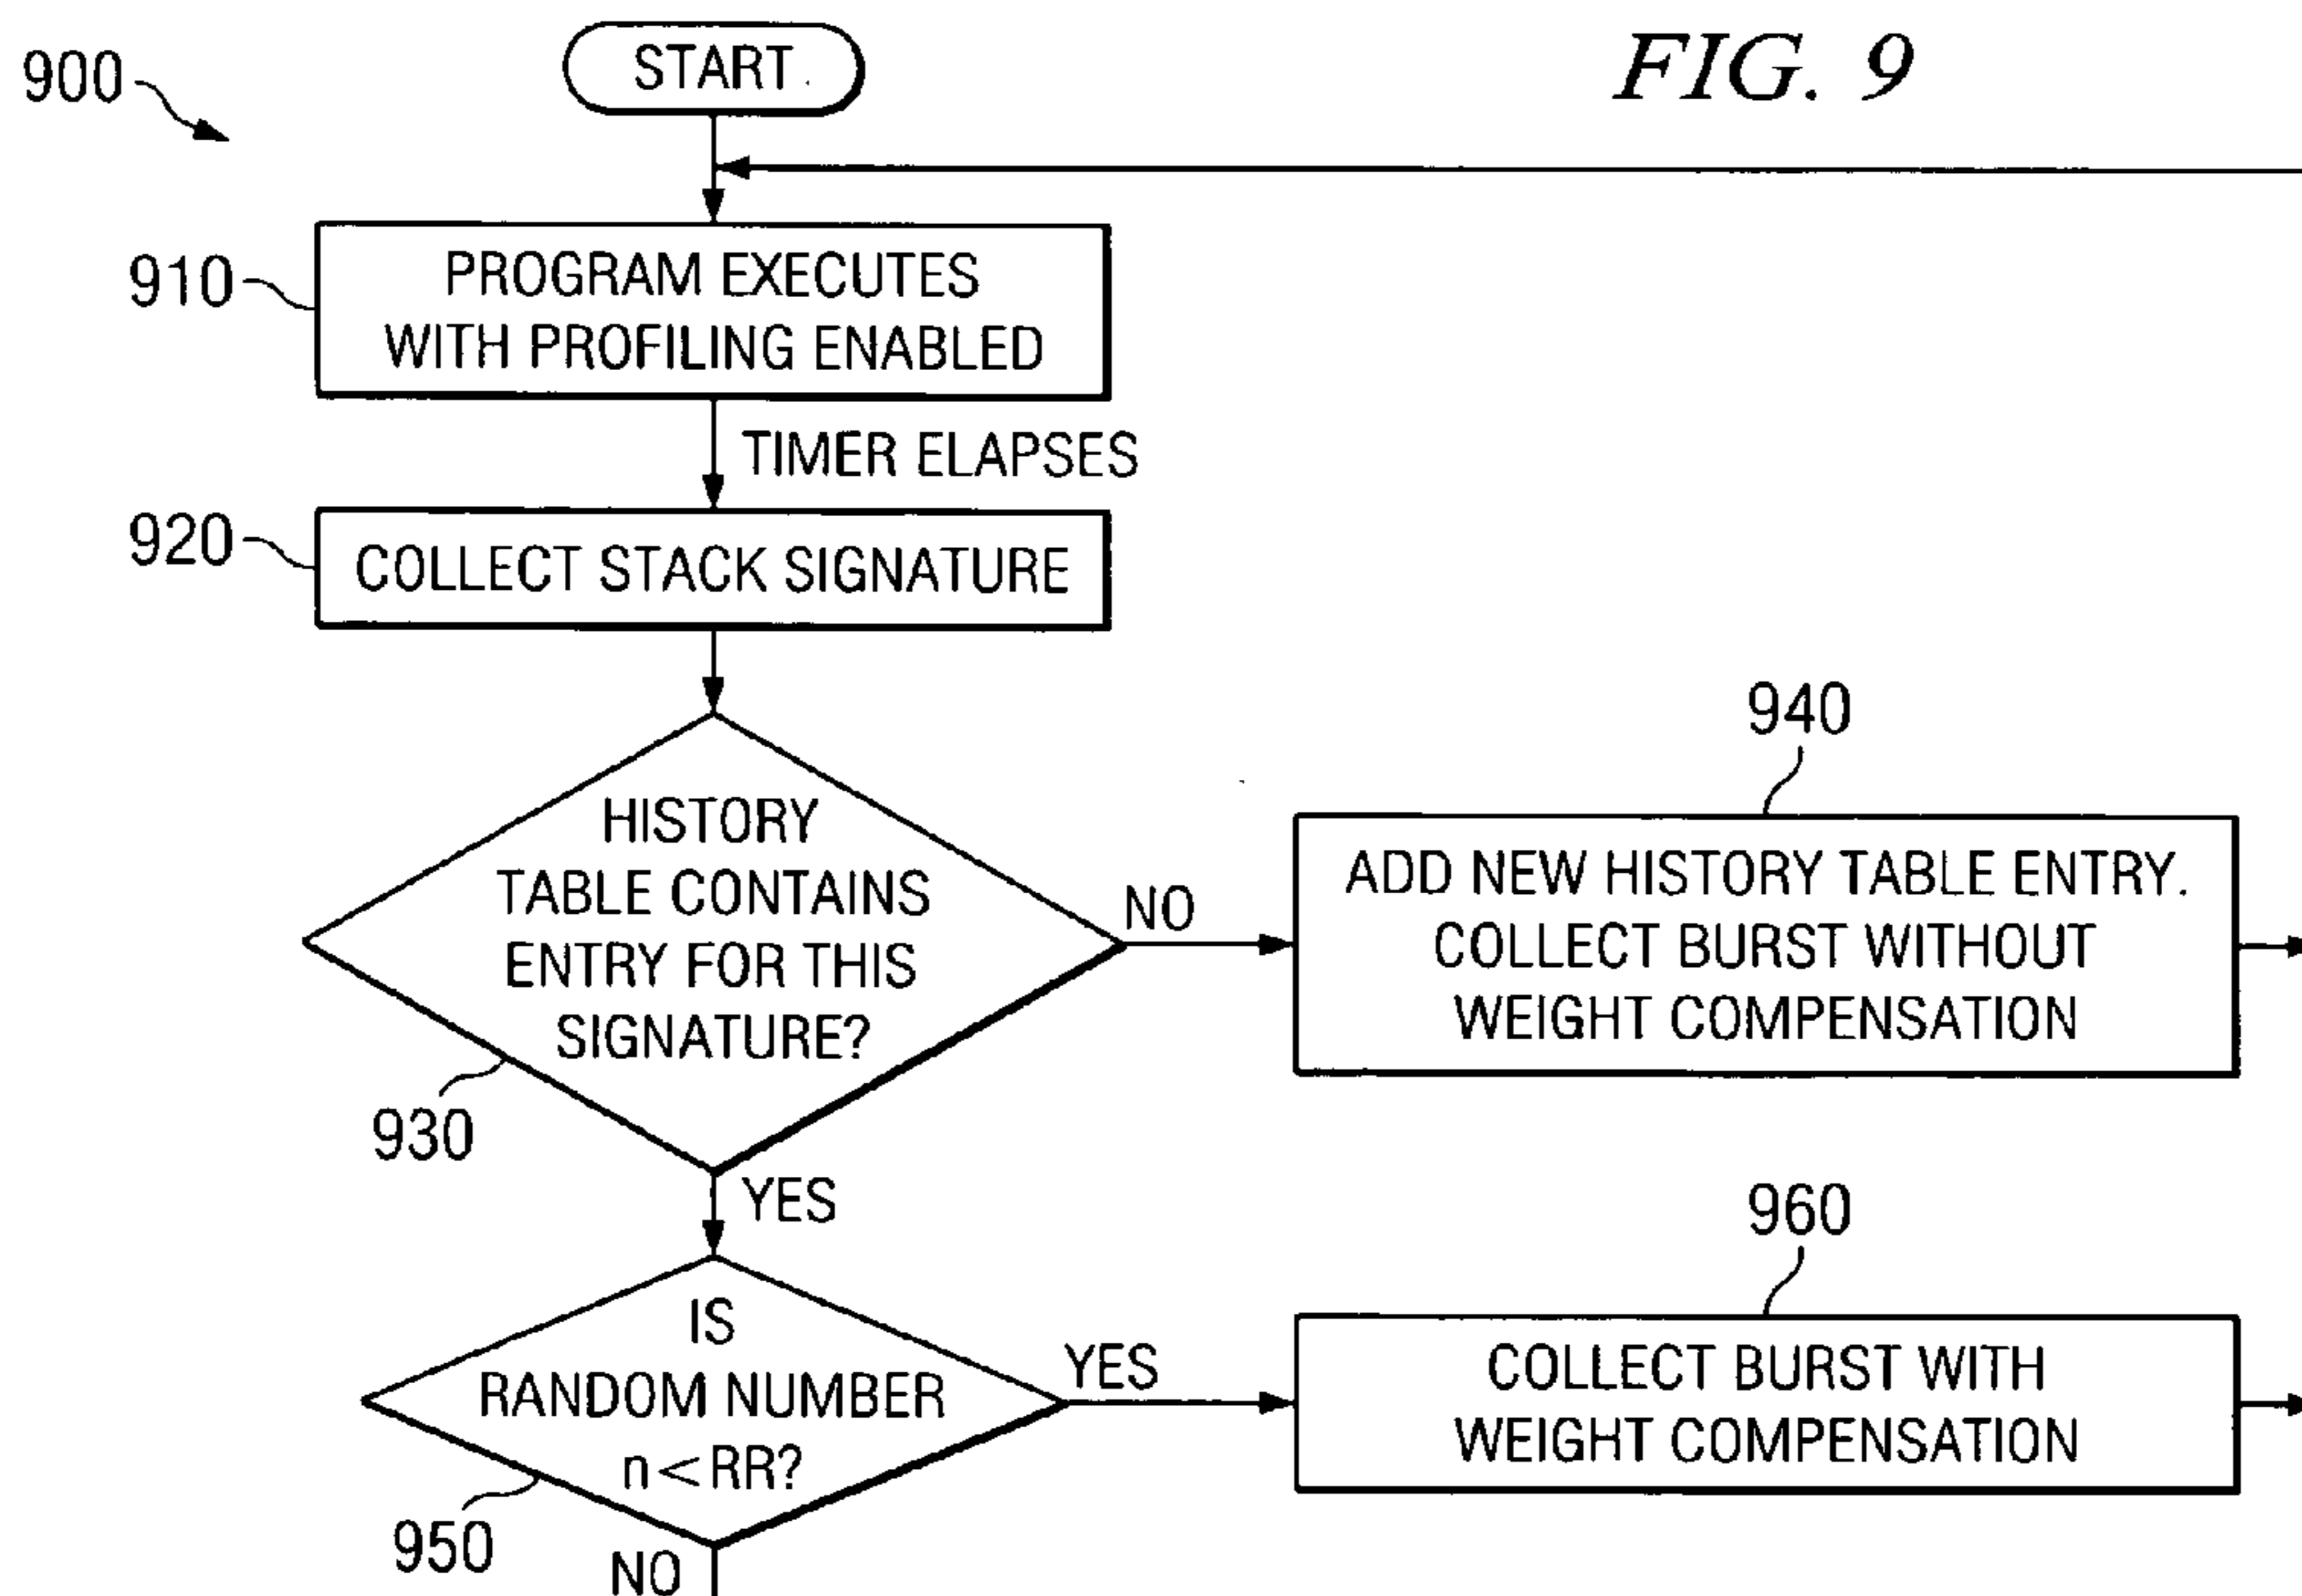 FIG. 9
900
START
910
PROGRAM EXECUTES
WITH PROFILING ENABLED
TIMER ELAPSES
920
COLLECT STACK SIGNATURE
HISTORY
TABLE CONTAINS
ENTRY FOR THIS
SIGNATURE?
930
NO
940
ADD NEW HISTORY TABLE ENTRY.
COLLECT BURST WITHOUT
WEIGHT COMPENSATION
YES
IS
RANDOM NUMBER
n<RR?
950
YES
960
COLLECT BURST WITH
WEIGHT COMPENSATION
NO